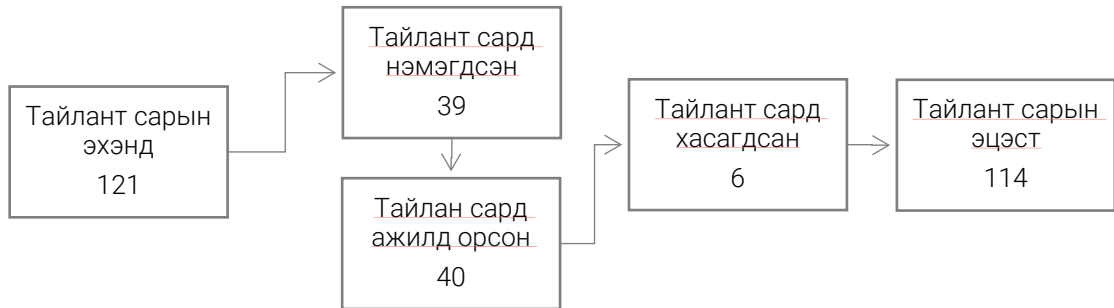 Тайлант сарын
эхэнд
121
Тайлант сард
нэмэгдсэн
39
Тайлан сард
ажилд орсон
40
Тайлант сард
хасагдсан
6
Тайлант сарын
эцэст
114